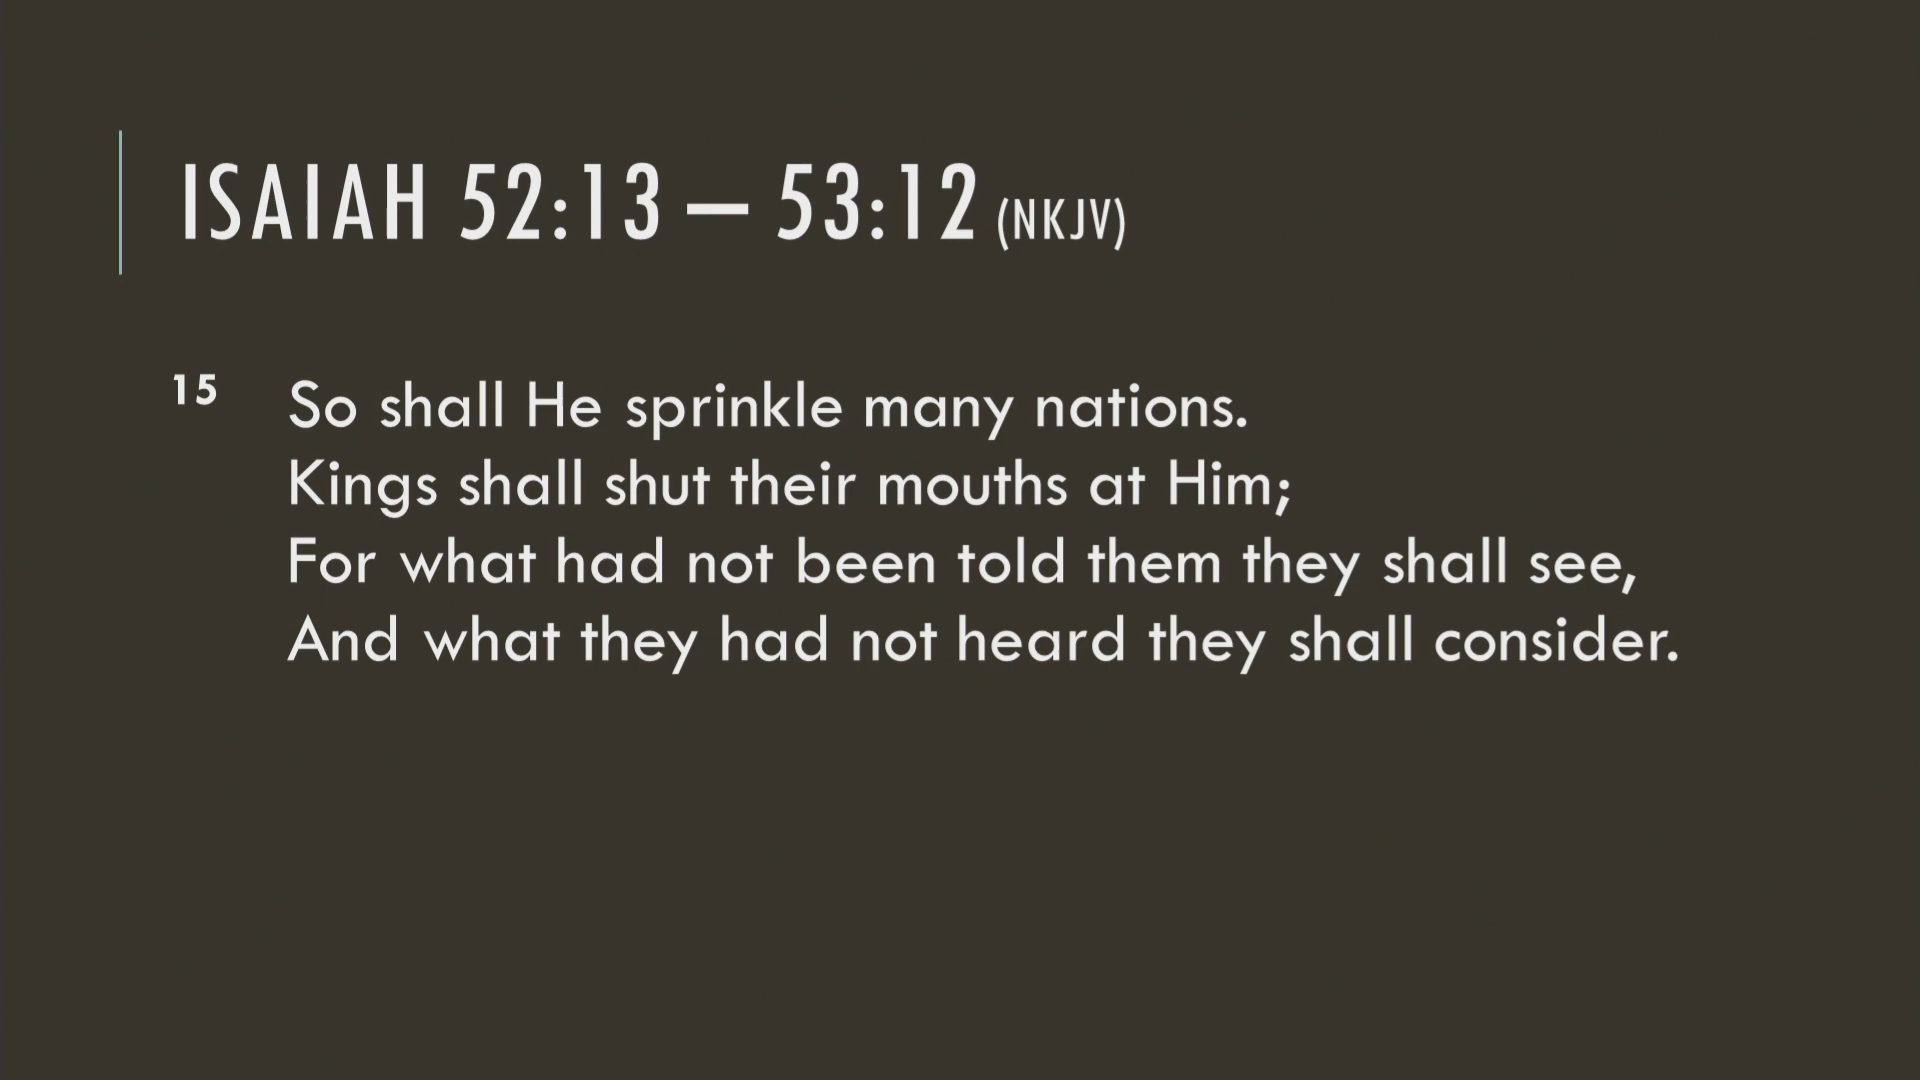 ISAIAH 52:13 – 53:12 (NKJV)
15 So shall He sprinkle many nations.
Kings shall shut their mouths at Him;
For what had not been told them they shall see,
And what they had not heard they shall consider.